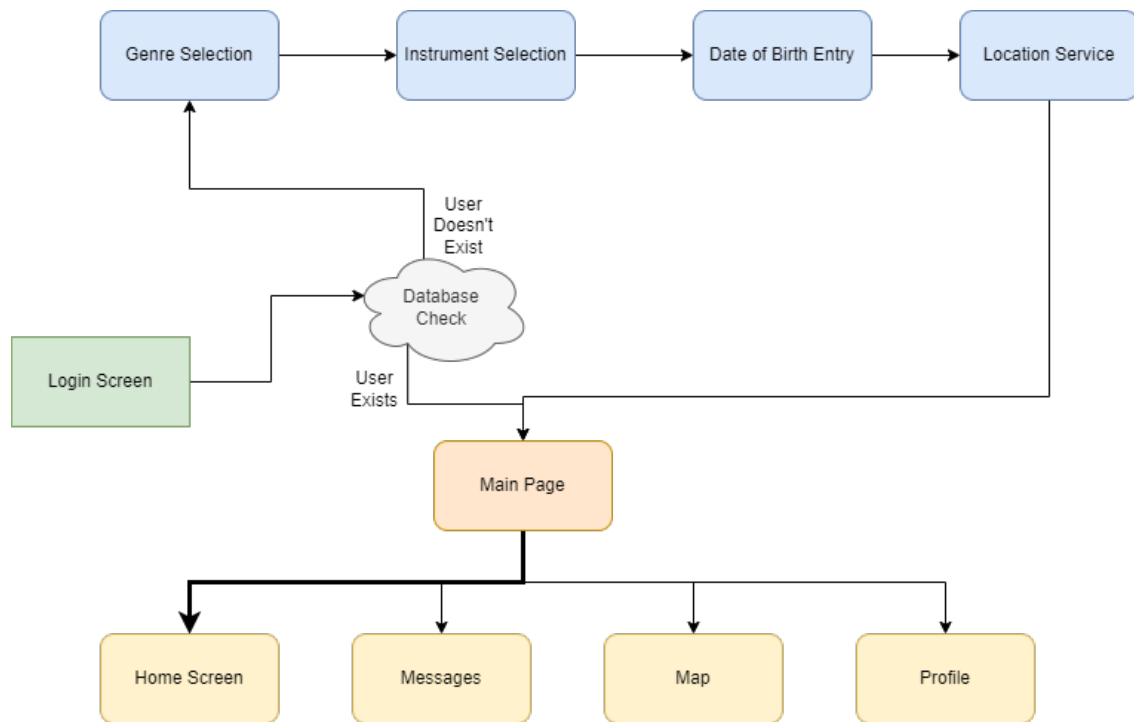 Genre Selection
Instrument Selection
Date of Birth Entry
Location Service
User
Doesn't
Exist
Database
Check
Login Screen
User
Exists
Main Page
Home Screen
Messages
Map
Profile